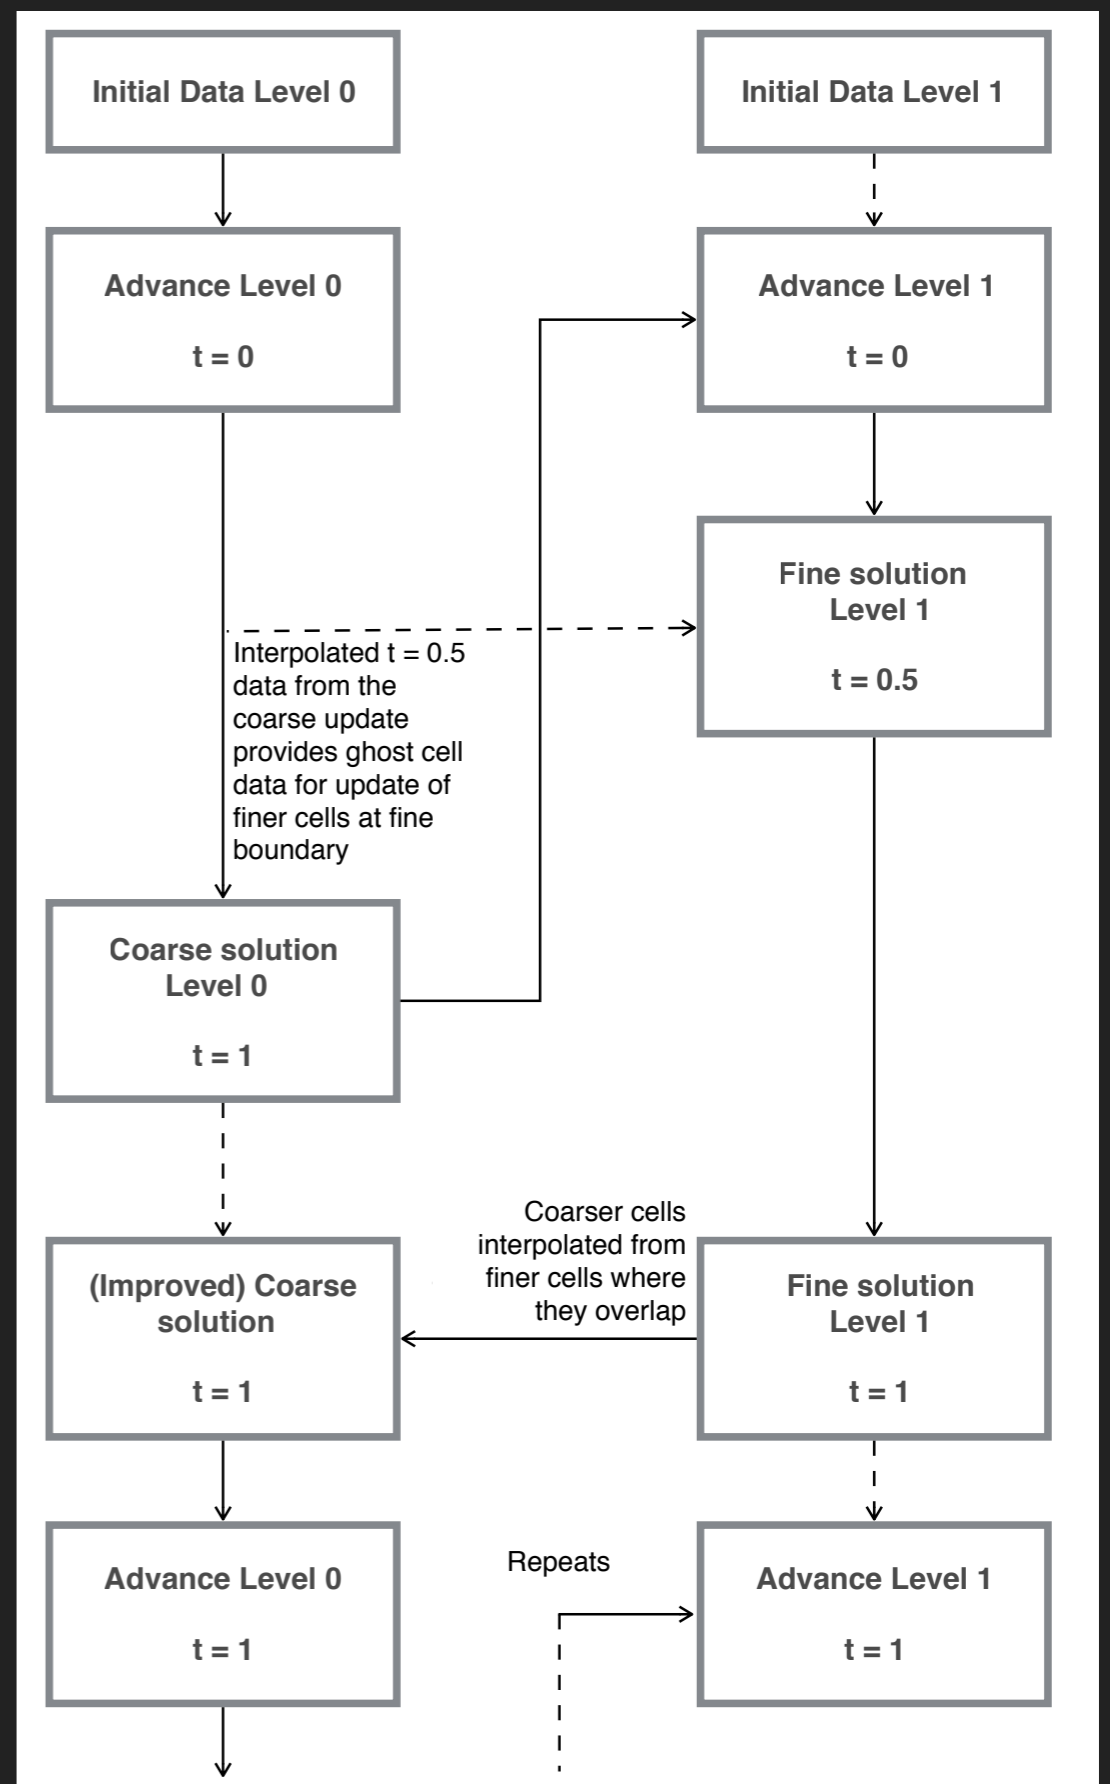 Initial Data Level 0
Initial Data Level 1
Advance Level 0
t = 0
Advance Level 1
t = 0
Fine solution
Level 1
t = 0.5
Interpolated t = 0.5
data from the
coarse update
provides ghost cell
data for update of
finer cells at fine
boundary
Coarse solution
Level 0
t = 1
Coarser cells
interpolated from
finer cells where
they overlap
(Improved) Coarse
solution
t = 1
Fine solution
Level 1
t = 1
Advance Level 0
t = 1
Repeats
Advance Level 1
t = 1